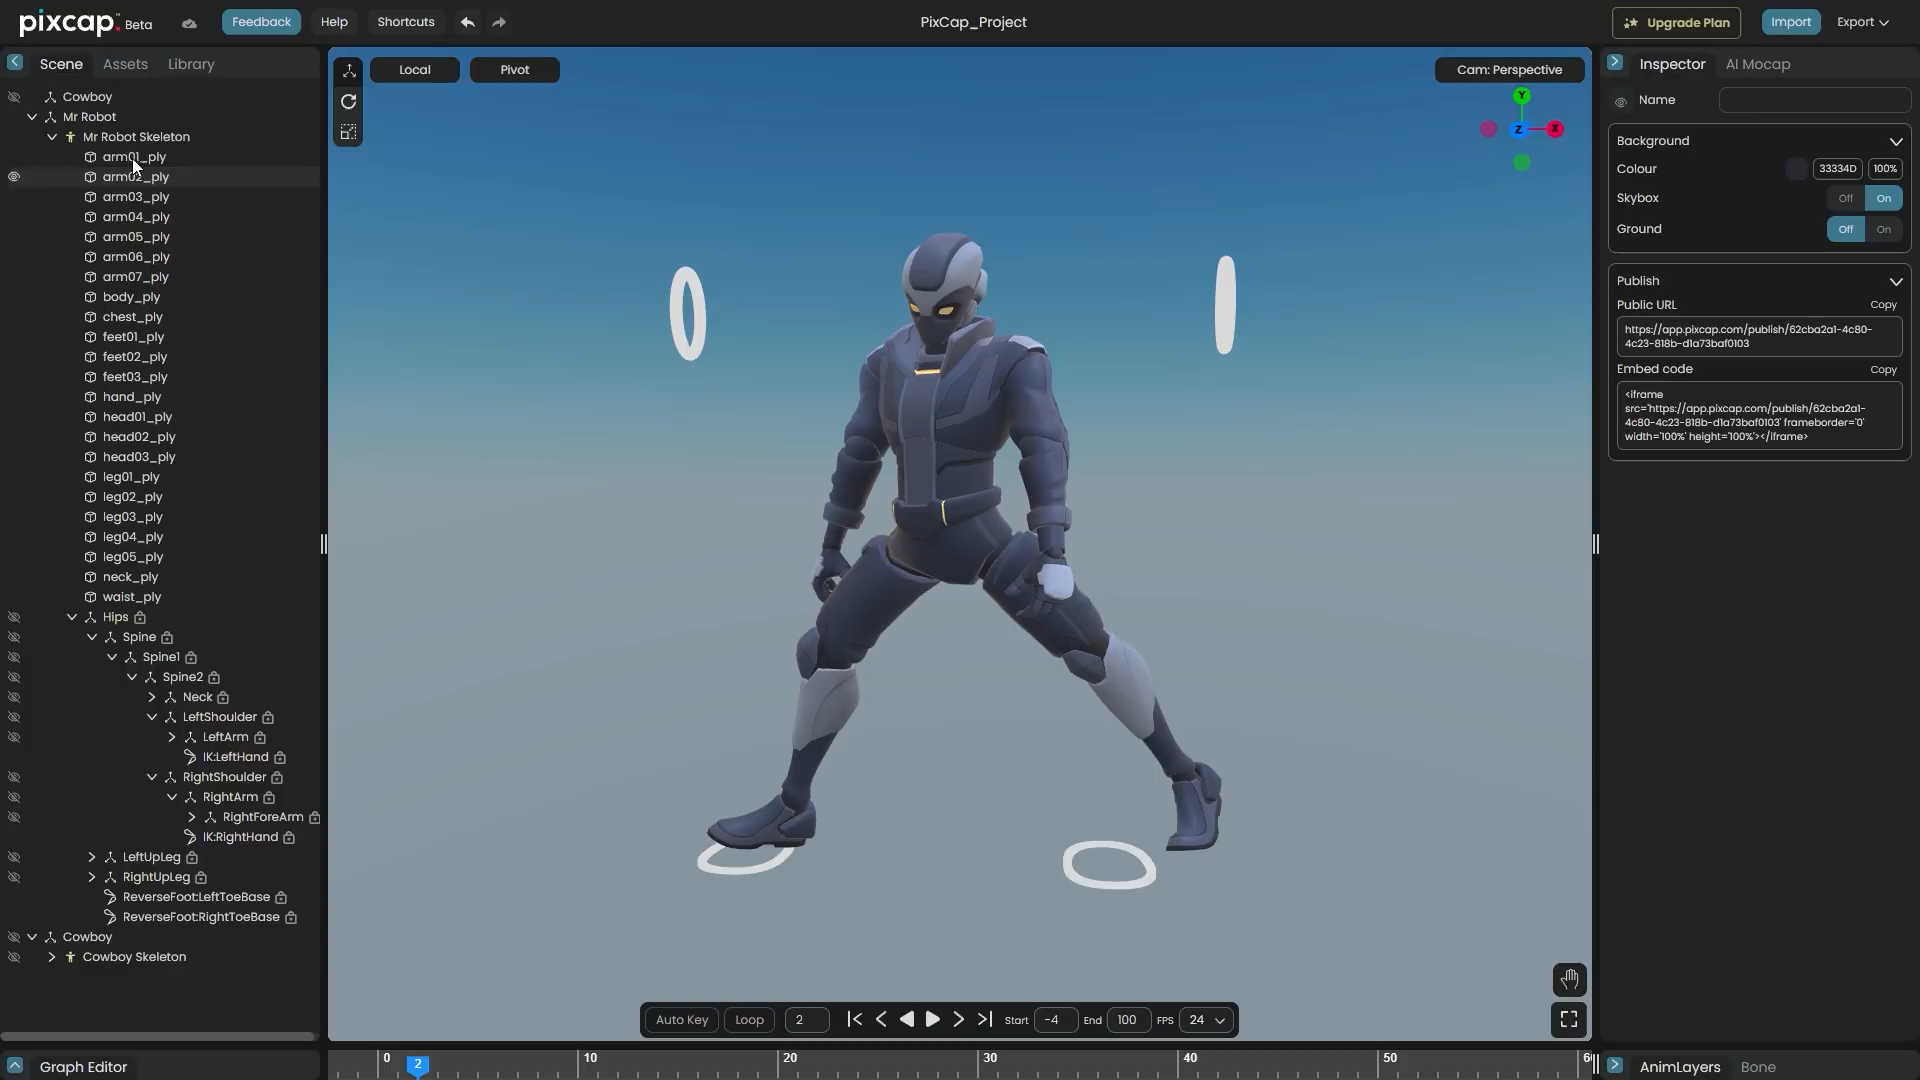 pixcap Beta
Feedback
Help
Shortcuts
PixCap_Project
Upgrade Plan
Import
Export
Scene
Assets
Library
Local
Pivot
Cam: Perspective
Y
Z
X
Inspector
AI Mocap
Cowboy
Mr Robot
Mr Robot Skeleton
arm01_ply
arm02_ply
arm03_ply
arm04_ply
arm05_ply
arm06_ply
arm07_ply
body_ply
chest_ply
feet01_ply
feet02_ply
feet03_ply
hand_ply
head01_ply
head02_ply
head03_ply
leg01_ply
leg02_ply
leg03_ply
leg04_ply
leg05_ply
neck_ply
waist_ply
Hips
Spine
Spine1
Spine2
Neck
LeftShoulder
LeftArm
IK:LeftHand
RightShoulder
RightArm
RightForeArm
IK:RightHand
LeftUpLeg
RightUpLeg
ReverseFoot:LeftToeBase
ReverseFoot:RightToeBase
Cowboy
Cowboy Skeleton
Name
Background
Colour
33334D
100%
Skybox
Off
On
Ground
Off
On
Publish
Public URL
Copy
https://app.pixcap.com/publish/62cba2a1-4c80-
4c23-818b-d1a73baf0103
Embed code
Copy
<iframe
src='https://app.pixcap.com/publish/62cba2a1-
4c80-4c23-818b-d1a73baf0103' frameborder='0'
width='100%' height='100%'></iframe>
Auto Key
Loop
2
Start
-4
End
100
FPS
24
Graph Editor
0
2
10
20
30
40
50
AnimLayers
Bone